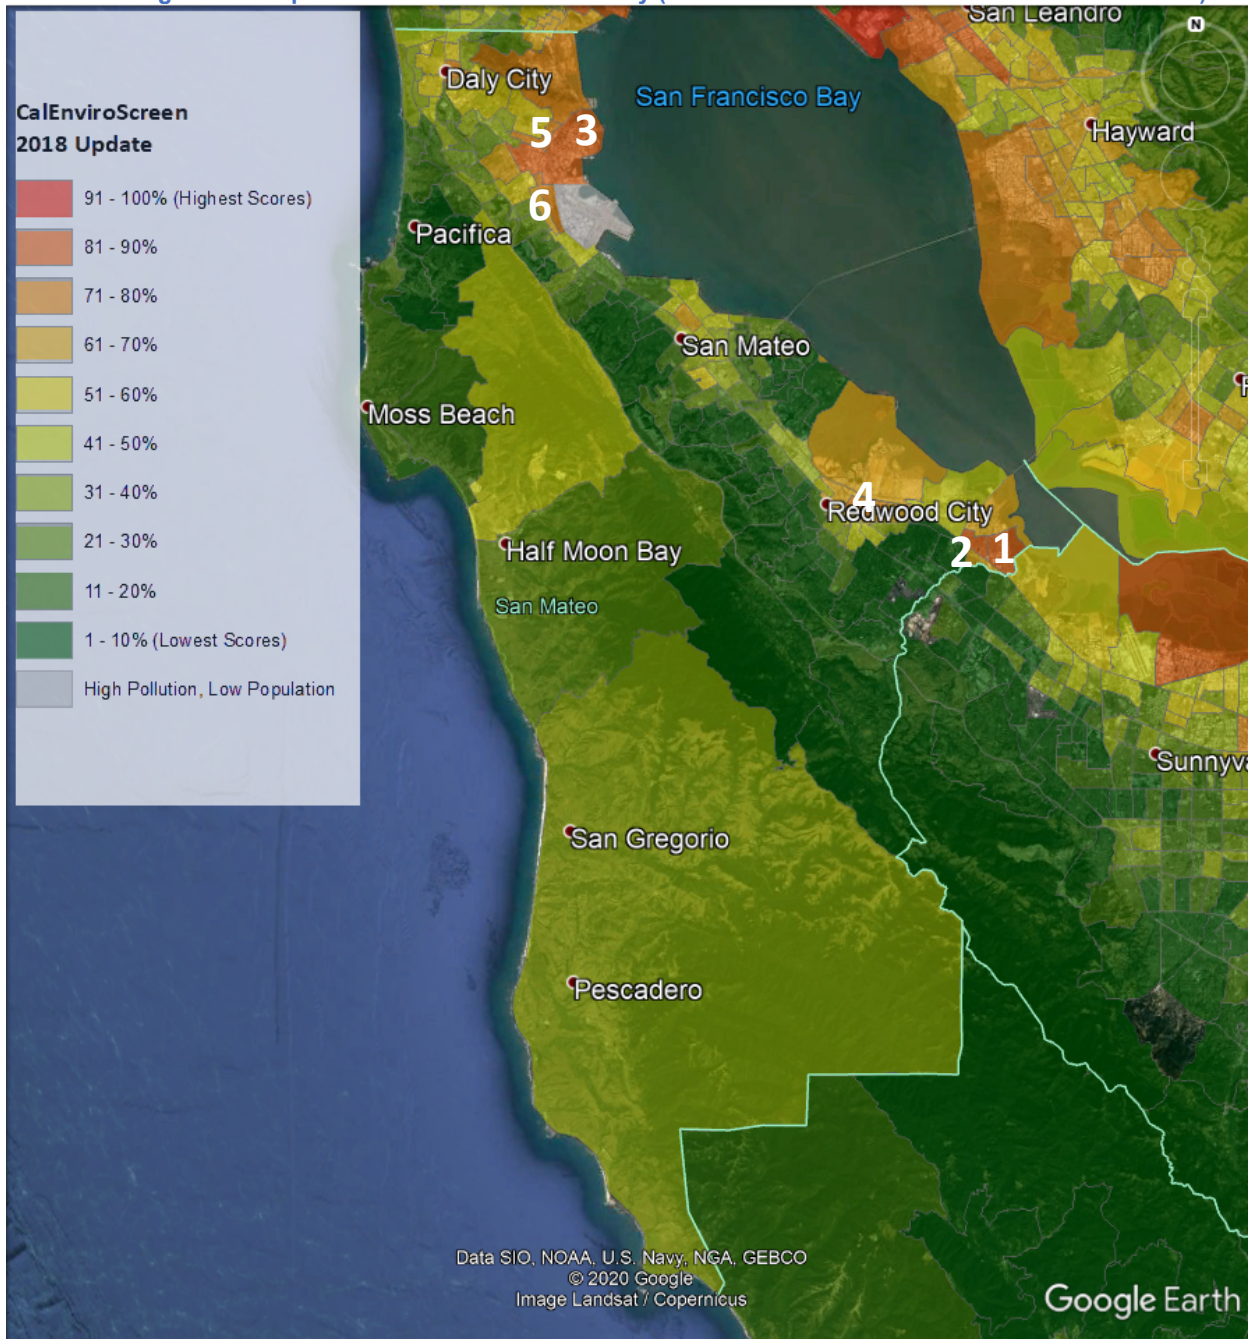 San Leandro
N
CalEnviroScreen
2018 Update
91 - 100% (Highest Scores)
81 - 90%
71 - 80%
61 - 70%
51 - 60%
41 - 50%
31 - 40%
21 - 30%
11 - 20%
1 - 10% (Lowest Scores)
High Pollution, Low Population
Daly City
San Francisco Bay
Hayward
5
3
6
Pacifica
San Mateo
Moss Beach
4
Redwood City
2
1
Half Moon Bay
San Mateo
Sunnyva
San Gregorio
Pescadero
Data SIO, NOAA, U.S. Navy, NGA, GEBCO
© 2020 Google
Image Landsat / Copernicus
Google Earth